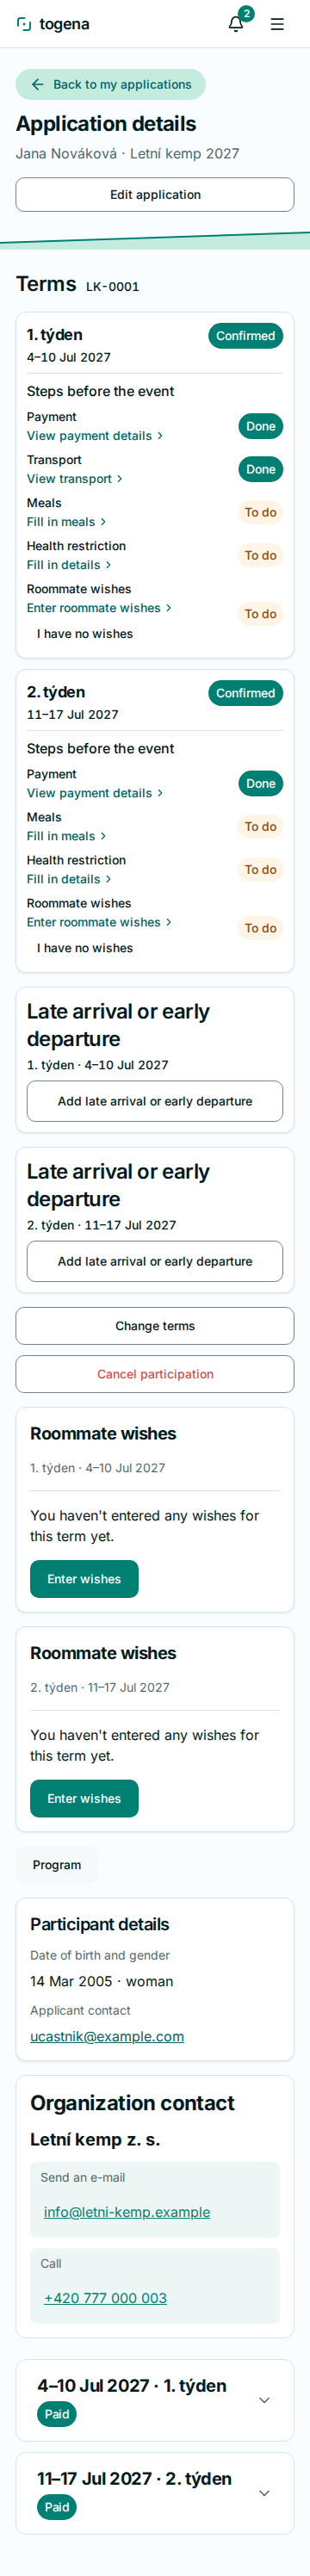 togena
2
Back to my applications
Application details
Jana Nováková · Letní kemp 2027
Edit application
Terms LK-0001
1. týden
Confirmed
4–10 Jul 2027
Steps before the event
Payment
View payment details
Done
Transport
View transport
Done
Meals
Fill in meals
To do
Health restriction
Fill in details
To do
Roommate wishes
Enter roommate wishes
To do
I have no wishes
2. týden
Confirmed
11–17 Jul 2027
Steps before the event
Payment
View payment details
Done
Meals
Fill in meals
To do
Health restriction
Fill in details
To do
Roommate wishes
Enter roommate wishes
To do
I have no wishes
Late arrival or early
departure
1. týden · 4–10 Jul 2027
Add late arrival or early departure
Late arrival or early
departure
2. týden · 11–17 Jul 2027
Add late arrival or early departure
Change terms
Cancel participation
Roommate wishes
1. týden · 4–10 Jul 2027
You haven't entered any wishes for
this term yet.
Enter wishes
Roommate wishes
2. týden · 11–17 Jul 2027
You haven't entered any wishes for
this term yet.
Enter wishes
Program
Participant details
Date of birth and gender
14 Mar 2005 · woman
Applicant contact
ucastnik@example.com
Organization contact
Letní kemp z. s.
Send an e-mail
info@letni-kemp.example
Call
+420 777 000 003
4–10 Jul 2027 · 1. týden
Paid
11–17 Jul 2027 · 2. týden
Paid